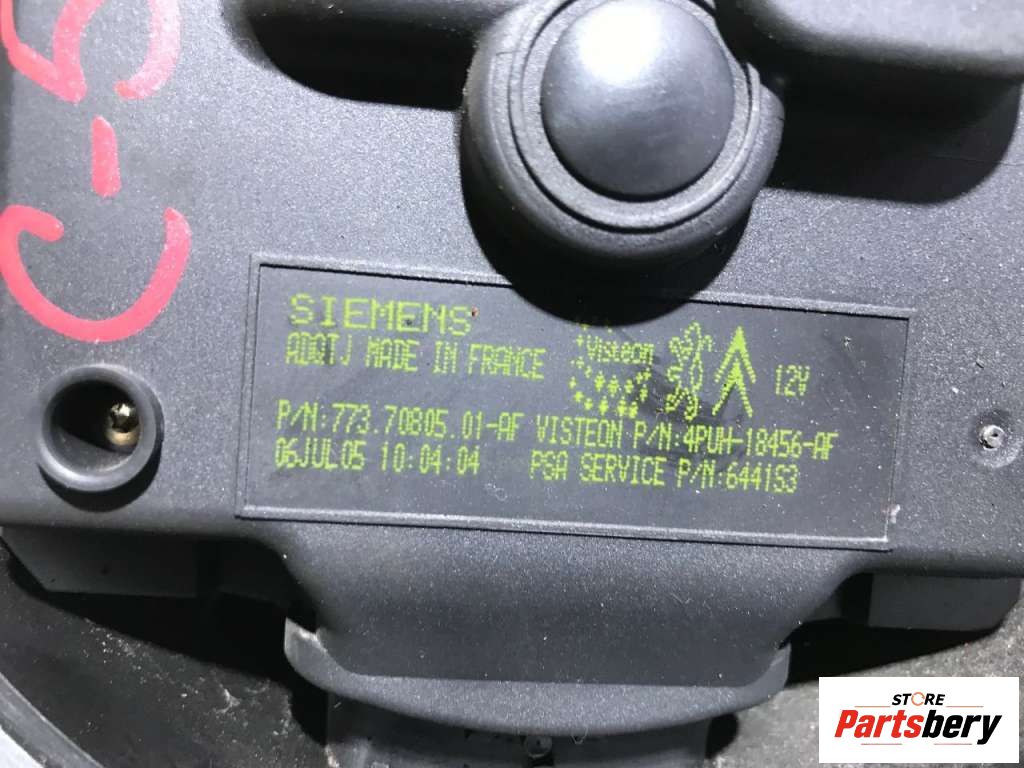 C-5
SIEMENS
ADQTJ MADE IN FRANCE
Visteon
12V
P/N:773.70805.01-AF VISTEON P/N:4PUH-18456-AF
06JUL05 10:04:04 PSA SERVICE P/N:6441S3
STORE
Partsbery